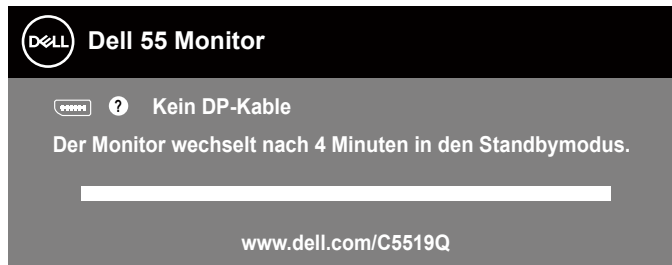 DELL Dell 55 Monitor
? Kein DP-Kable
Der Monitor wechselt nach 4 Minuten in den Standbymodus.
www.dell.com/C5519Q